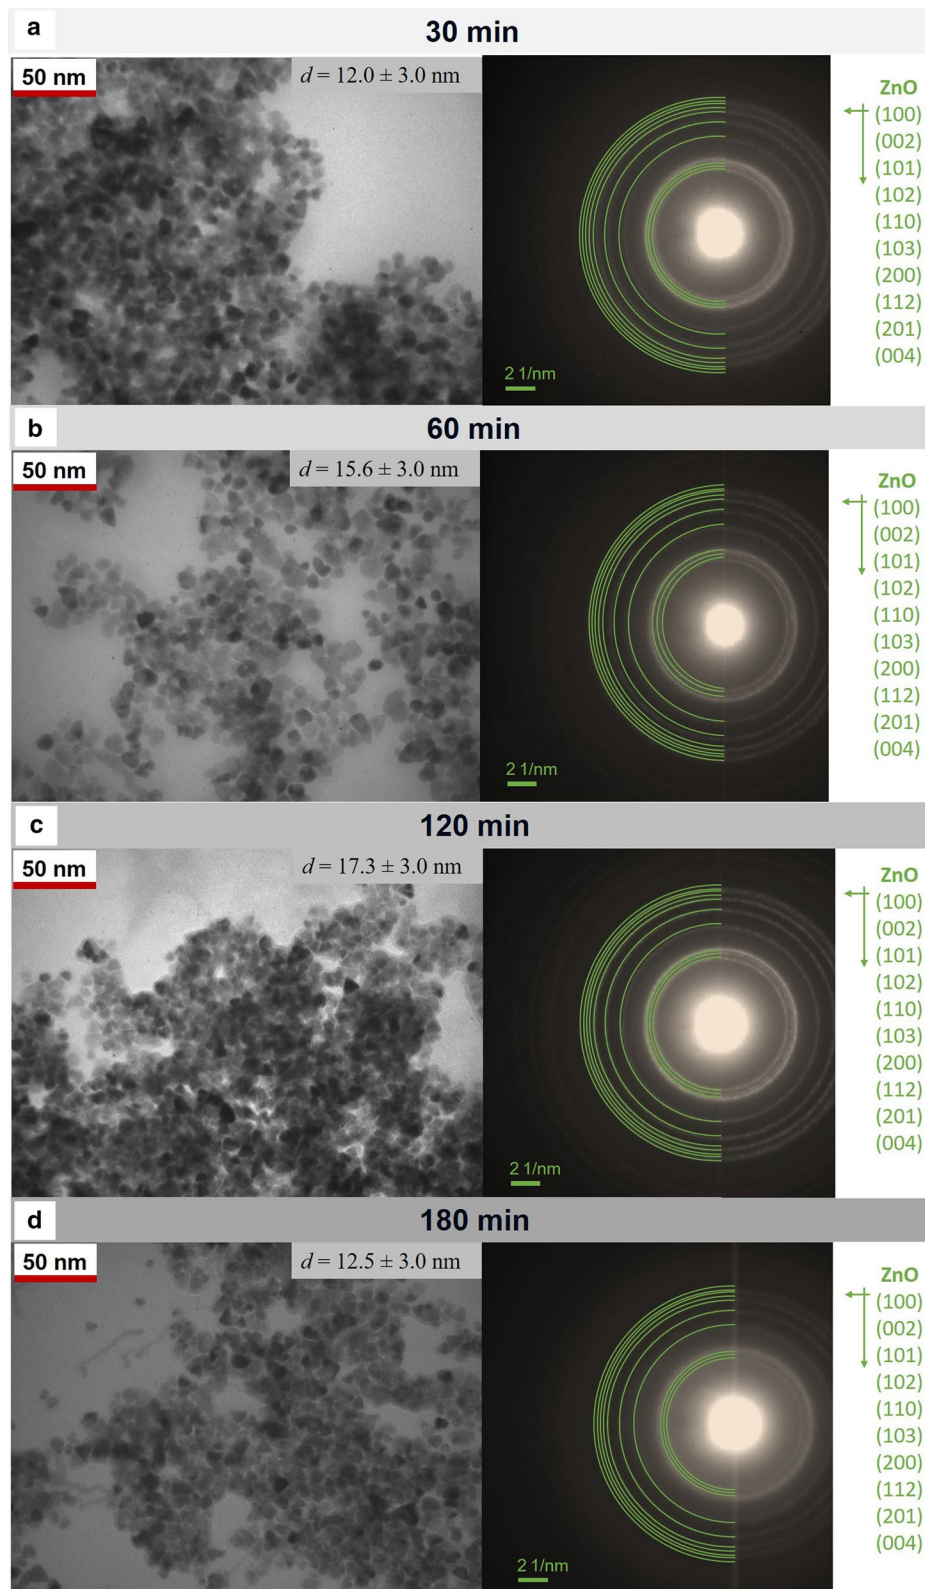 a
30 min
50 nm
d = 12.0 ± 3.0 nm
2 1/nm
ZnO
(100)
(002)
(101)
(102)
(110)
(103)
(200)
(112)
(201)
(004)
b
60 min
50 nm
d = 15.6 ± 3.0 nm
2 1/nm
ZnO
(100)
(002)
(101)
(102)
(110)
(103)
(200)
(112)
(201)
(004)
c
120 min
50 nm
d = 17.3 ± 3.0 nm
2 1/nm
ZnO
(100)
(002)
(101)
(102)
(110)
(103)
(200)
(112)
(201)
(004)
d
180 min
50 nm
d = 12.5 ± 3.0 nm
2 1/nm
ZnO
(100)
(002)
(101)
(102)
(110)
(103)
(200)
(112)
(201)
(004)